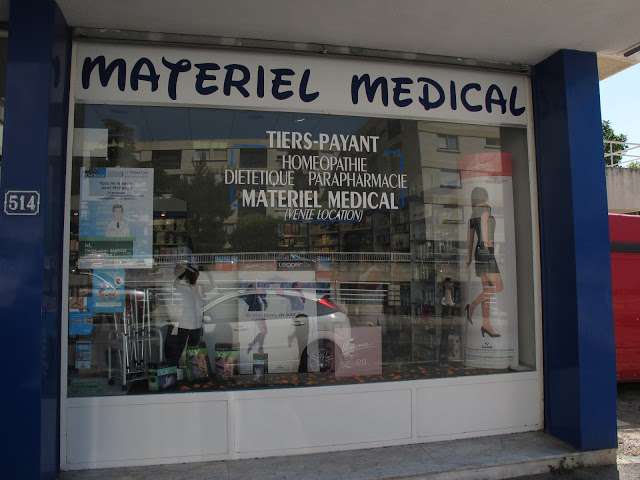 MATERIEL MEDICAL
TIERS-PAYANT
HOMEOPATHIE
DIETETIQUE PARAPHARMACIE
MATERIEL MEDICAL
(VENTE LOCATION)
514